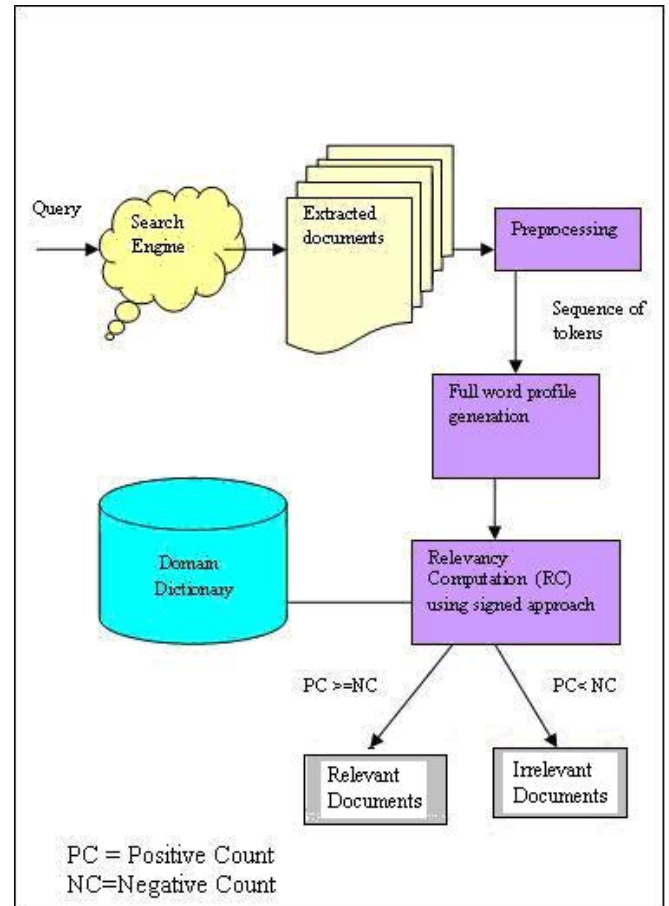 Query
Search
Engine
Extracted
documents
Preprocessing
Sequence of
tokens
Full word profile
generation
Domain
Dictionary
Relevancy
Computation (RC)
using signed approach
PC >=NC
PC< NC
Relevant
Documents
Irrelevant
Documents
PC = Positive Count
NC=Negative Count